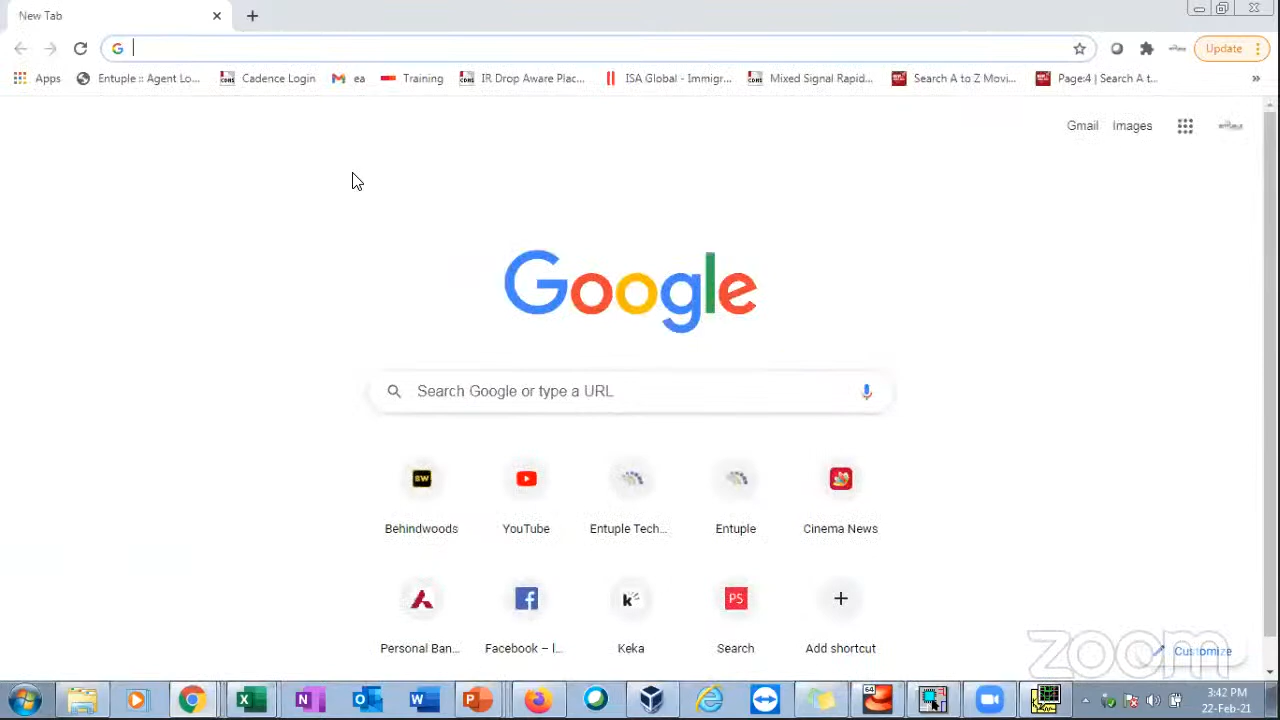 New Tab
Update
Apps
Entuple :: Agent Lo...
Cadence Login
ea
Training
IR Drop Aware Plac...
ISA Global - Immigr...
Mixed Signal Rapid...
Search A to Z Movi...
Page:4 | Search A t...
Gmail
Images
Google
Search Google or type a URL
BW
Behindwoods
YouTube
Entuple Tech...
Entuple
Cinema News
PS
Personal Ban...
Facebook – l...
Keka
Search
Add shortcut
zoom
Customize
3:42 PM
22-Feb-21